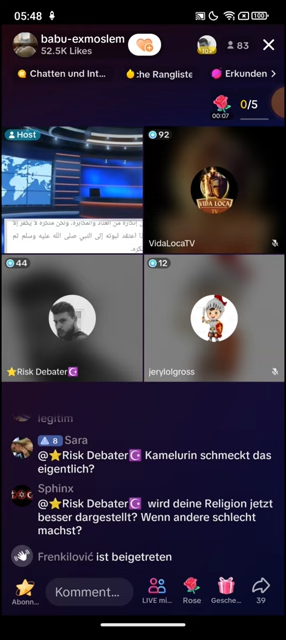 05:48
100
babu-exmoslem
52.5K Likes
83
Chatten und Int...
:he Rangliste
Erkunden
00:07
0/5
Host
92
VIDA LOCA
VidaLocaTV
44
12
⭐Risk Debater☪️
jerylolgross
legitim
8 Sara
@⭐Risk Debater☪️ Kamelurin schmeckt das
eigentlich?
Sphinx
@⭐Risk Debater☪️ wird deine Religion jetzt
besser dargestellt? Wenn andere schlecht
machst?
Frenkilović ist beigetreten
Abonn...
Komment...
LIVE mi...
Rose
Gesche...
39